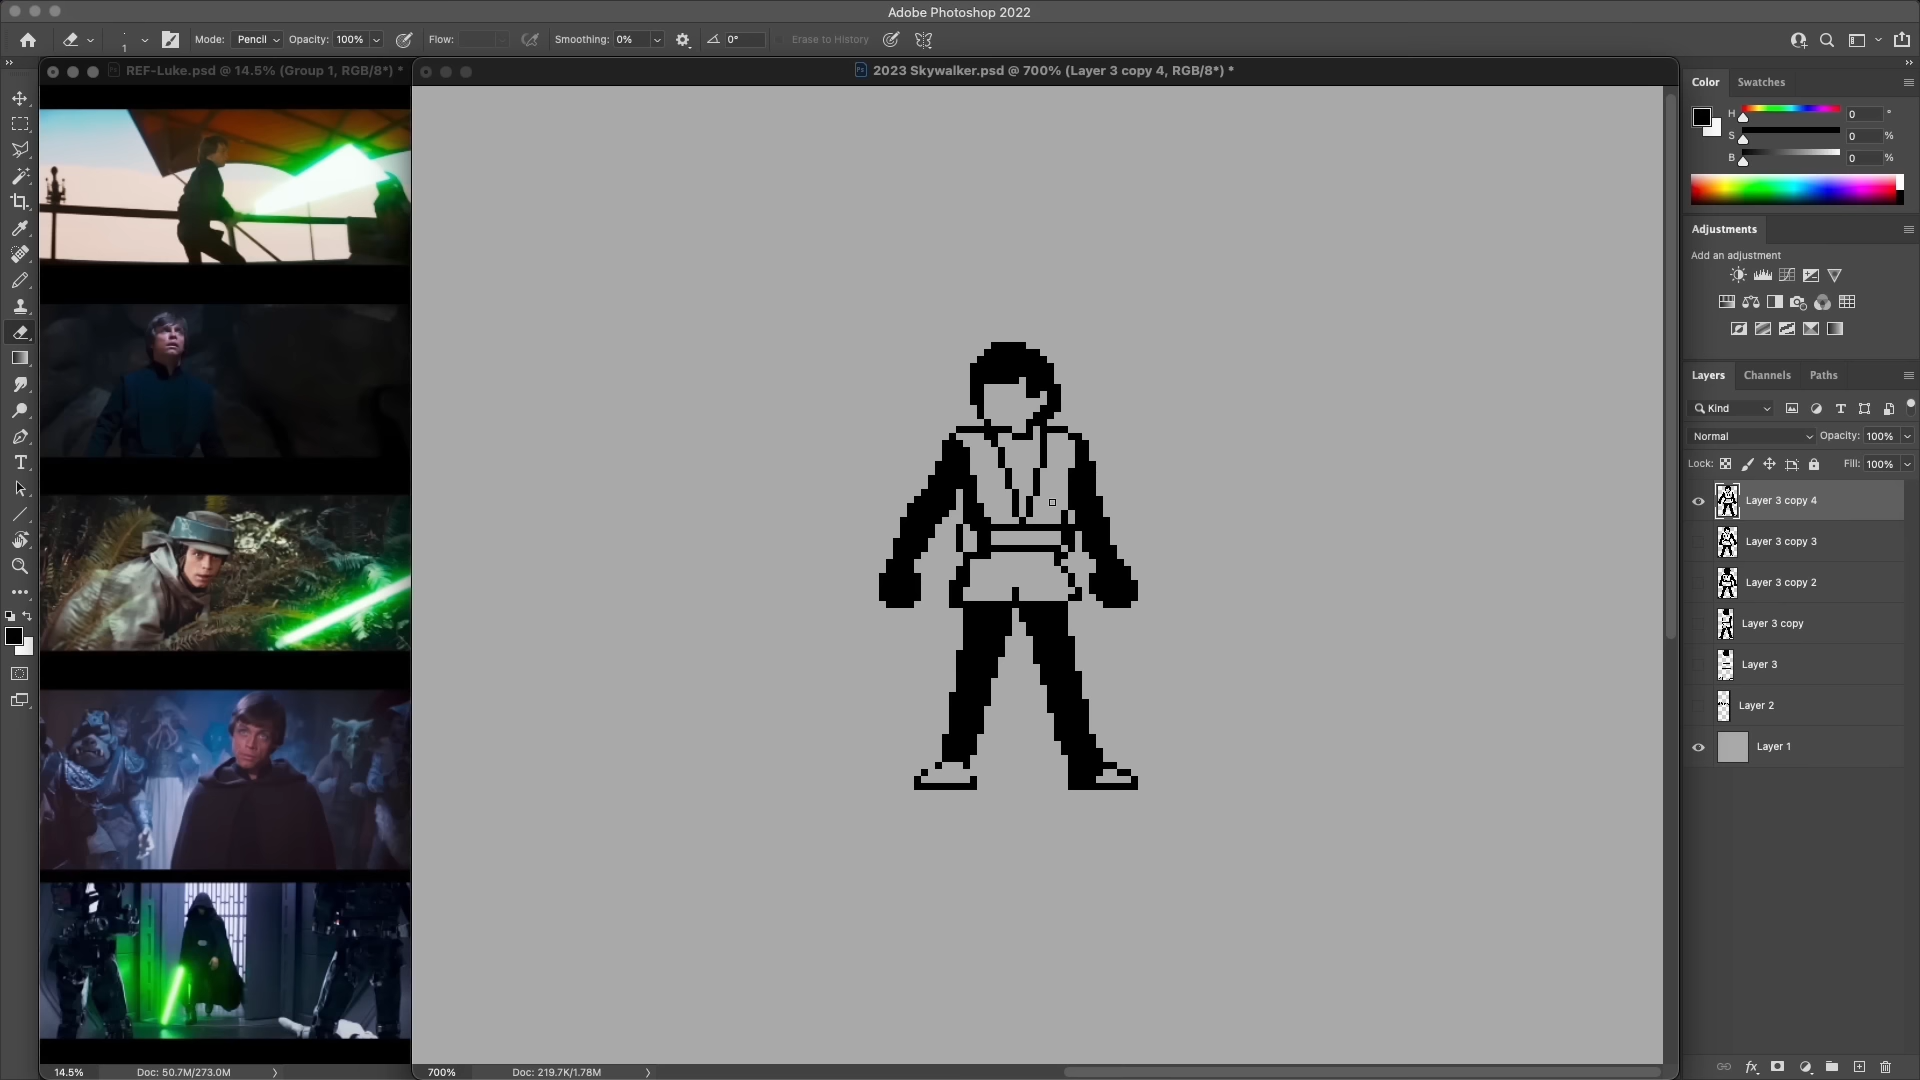 Adobe Photoshop 2022
1
Mode: Pencil Opacity: 100% Flow: Smoothing: 0% 0° Erase to History
REF-Luke.psd @ 14.5% (Group 1, RGB/8*) *
2023 Skywalker.psd @ 700% (Layer 3 copy 4, RGB/8*) *
Color Swatches
H 0 °
S 0 %
B 0 %
Adjustments
Add an adjustment
Layers Channels Paths
Kind
Normal Opacity: 100%
Lock: Fill: 100%
Layer 3 copy 4
Layer 3 copy 3
Layer 3 copy 2
Layer 3 copy
Layer 3
Layer 2
Layer 1
14.5% Doc: 50.7M/273.0M
700% Doc: 219.7K/1.78M